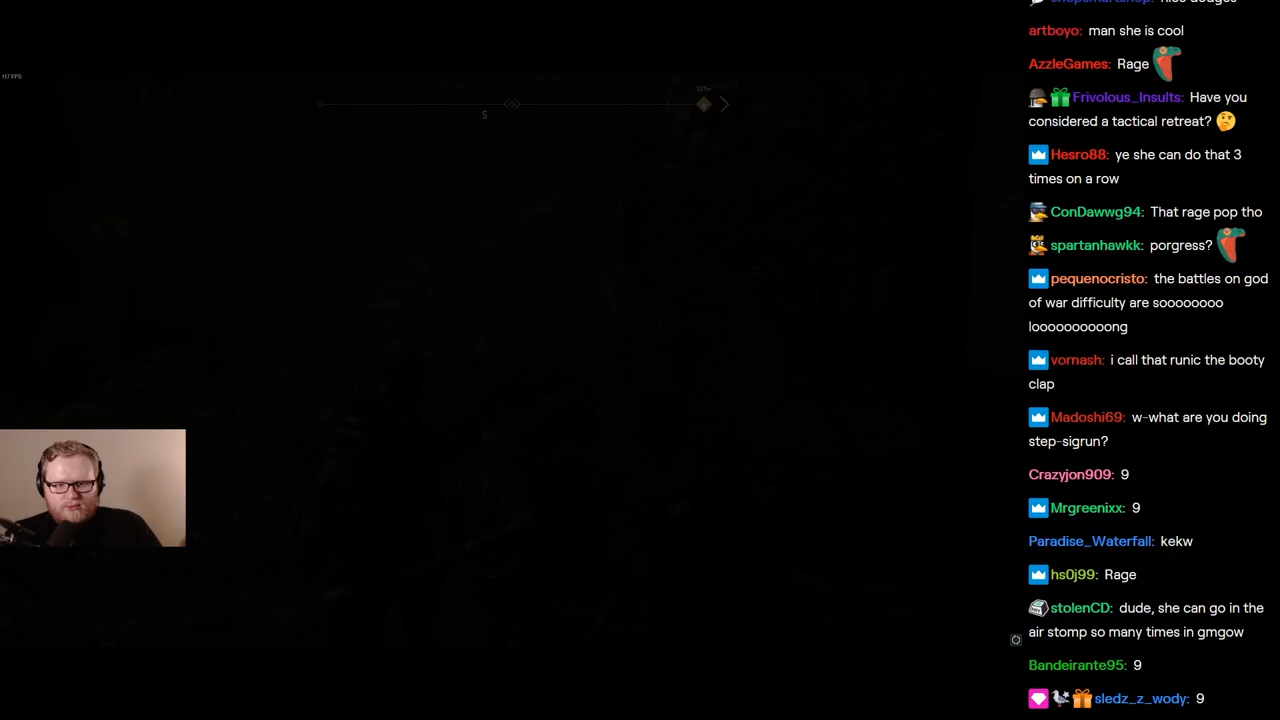 artboyo: man she is cool
117 FPS
AzzleGames: Rage
S
Frivolous_Insults: Have you
considered a tactical retreat?
Hesro88: ye she can do that 3
times on a row
ConDawwg94: That rage pop tho
spartanhawkk: porgress?
pequenocristo: the battles on god
of war difficulty are soooooooo
looooooooooong
vornash: i call that runic the booty
clap
Madoshi69: w-what are you doing
step-sigrun?
Crazyjon909: 9
Mrgreenixx: 9
Paradise_Waterfall: kekw
hs0j99: Rage
stolenCD: dude, she can go in the
air stomp so many times in gmgow
Bandeirante95: 9
sledz_z_wody: 9